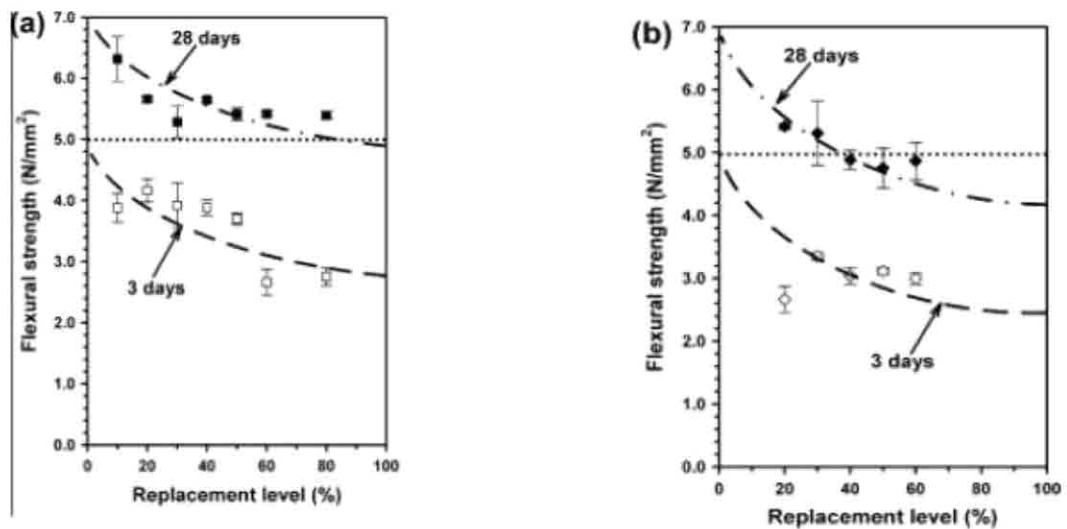 (a)
7.0
6.0
5.0
4.0
3.0
2.0
1.0
0.0
Flexural strength (N/mm²)
28 days
3 days
0 20 40 60 80 100
Replacement level (%)
(b)
7.0
6.0
5.0
4.0
3.0
2.0
1.0
0.0
Flexural strength (N/mm²)
28 days
3 days
0 20 40 60 80 100
Replacement level (%)